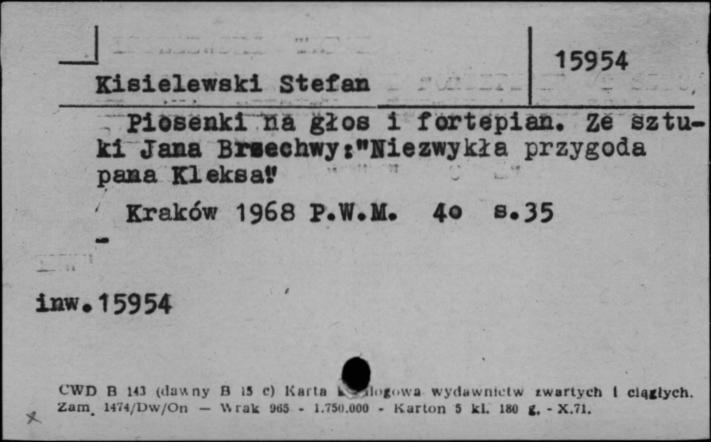 15954
Kisielewski Stefan
Piosenki na głos i fortepian. Ze sztu-
ki Jana Brzechwy:"Niezwykła przygoda
pana Kleksa"
Kraków 1968 P.W.M. 4o s.35
inw.15954
CWD B 143 (dawny B 15 c) Karta wydawnictw zwartych i ciągłych.
Zam. 1474/Dw/On — Wrak 965 - 1.750.000 - Karton 5 kl. 180 g. - X.71.